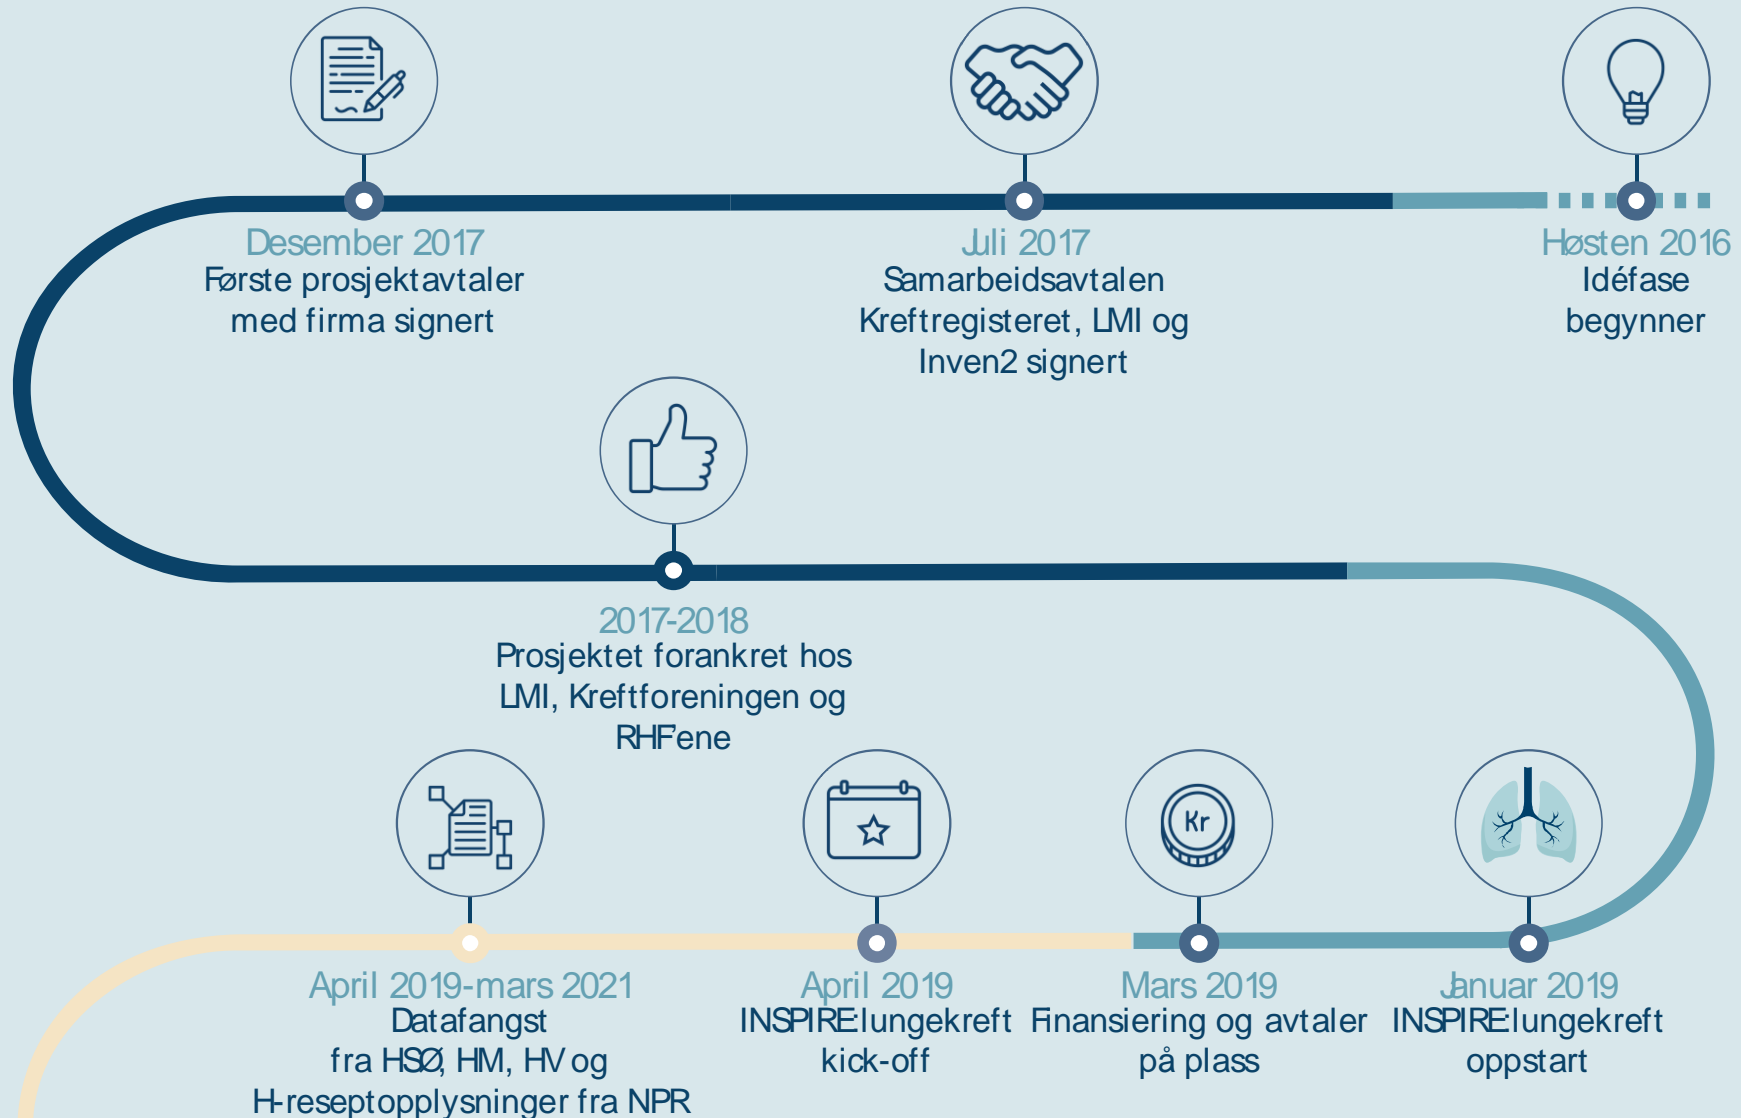 Desember 2017
Første prosjektavtaler
med firma signert
Juli 2017
Samarbeidsavtalen
Kreftregisteret, LMI og
Inven2 signert
Høsten 2016
Idéfase
begynner
2017-2018
Prosjektet forankret hos
LMI, Kreftforeningen og
RHF'ene
Kr
April 2019-mars 2021
Datafangst
fra HSØ, HM, HV og
H-reseptopplysninger fra NPR
April 2019
INSPIRE:lungekreft
kick-off
Mars 2019
Finansiering og avtaler
på plass
Januar 2019
INSPIRE:lungekreft
oppstart